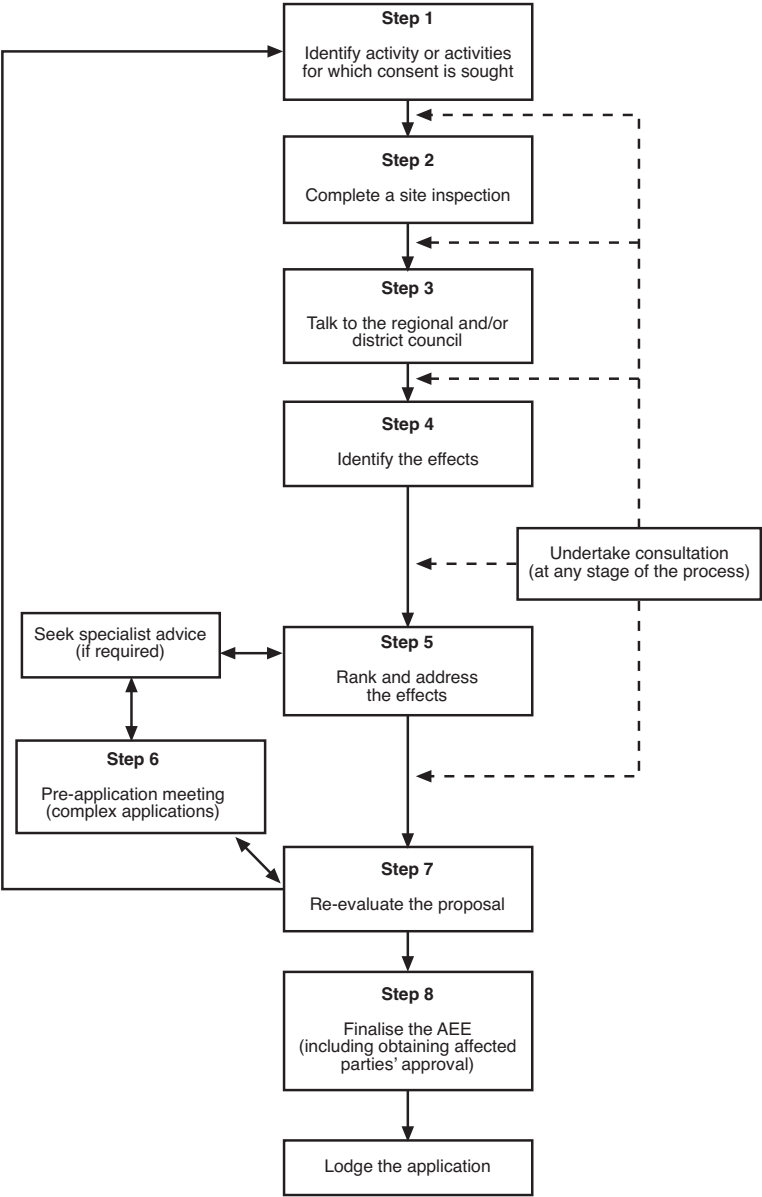 Step 1
Identify activity or activities
for which consent is sought
Step 2
Complete a site inspection
Step 3
Talk to the regional and/or
district council
Step 4
Identify the effects
Undertake consultation
(at any stage of the process)
Seek specialist advice
(if required)
Step 5
Rank and address
the effects
Step 6
Pre-application meeting
(complex applications)
Step 7
Re-evaluate the proposal
Step 8
Finalise the AEE
(including obtaining affected
parties’ approval)
Lodge the application